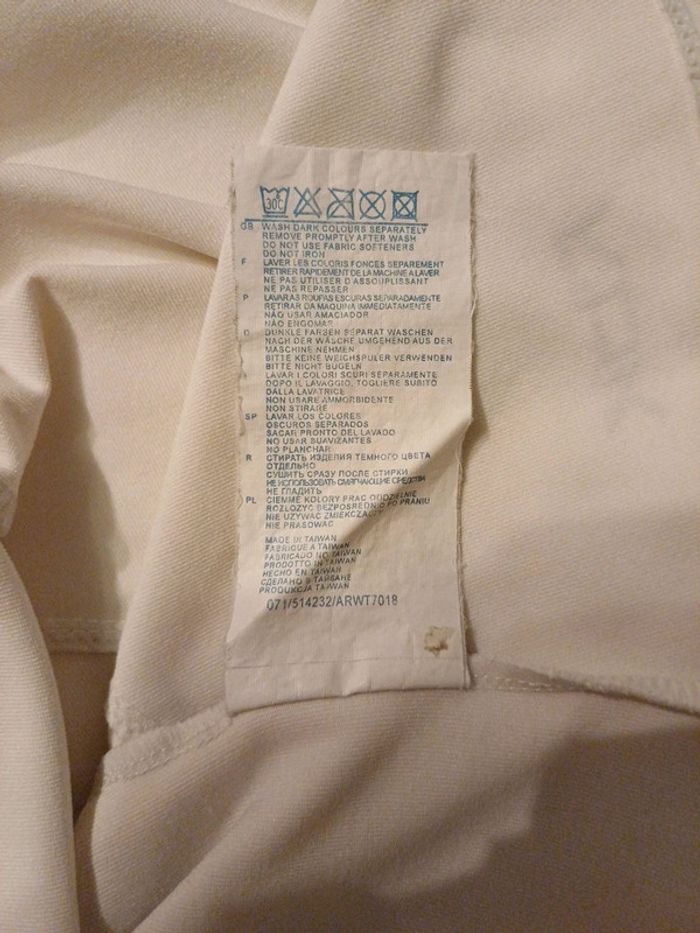 30C
GB WASH DARK COLOURS SEPARATELY
REMOVE PROMPTLY AFTER WASH
DO NOT USE FABRIC SOFTENERS
DO NOT IRON
F LAVER LES COLORIS FONCES SEPAREMENT
RETIRER RAPIDEMENT DE LA MACHINE A LAVER
NE PAS UTILISER D'ASSOUPLISSANT
NE PAS REPASSER
P LAVAR AS ROUPAS ESCURAS SEPARADAMENTE
RETIRAR DA MAQUINA IMMEDIATAMENTE
NÃO USAR AMACIADOR
NÃO ENGOMAR
D DUNKLE FARBEN SEPARAT WASCHEN
NACH DER WÄSCHE UMGEHEND AUS DER
MASCHINE NEHMEN
BITTE KEINE WEICHSPÜLER VERWENDEN
BITTE NICHT BÜGELN
LAVAR I COLORI SCURI SEPARAMENTE
DOPO IL LAVAGGIO, TOGLIERE SUBITO
DALLA LAVATRICE
NON USARE AMMORBIDENTE
NON STIRARE
SP LAVAR LOS COLORES
OSCUROS SEPARADOS
SACAR PRONTO DEL LAVADO
NO USAR SUAVIZANTES
NO PLANCHAR
R СТИРАТЬ ИЗДЕЛИЯ ТЕМНОГО ЦВЕТА
ОТДЕЛЬНО
СУШИТЬ СРАЗУ ПОСЛЕ СТИРКИ
НЕ ИСПОЛЬЗОВАТЬ СМЯГЧАЮЩИЕ СРЕДСТВА
НЕ ГЛАДИТЬ
PL CIEMME KOLORY PRAC ODDZIELNIE
ROZLOZYC BEZPOSREDNIO PO PRANIU
NIE UZYWAC ZMIEKCZACZY
NIE PRASOWAC
MADE IN TAIWAN
FABRIQUE A TAIWAN
FABRICADO NO TAIWAN
PRODOTTO IN TAIWAN
HECHO EN TAIWAN
СДЕЛАНО В ТАЙВАНЕ
PRODUKCJA TAIWAN
071/514232/ARWT7018